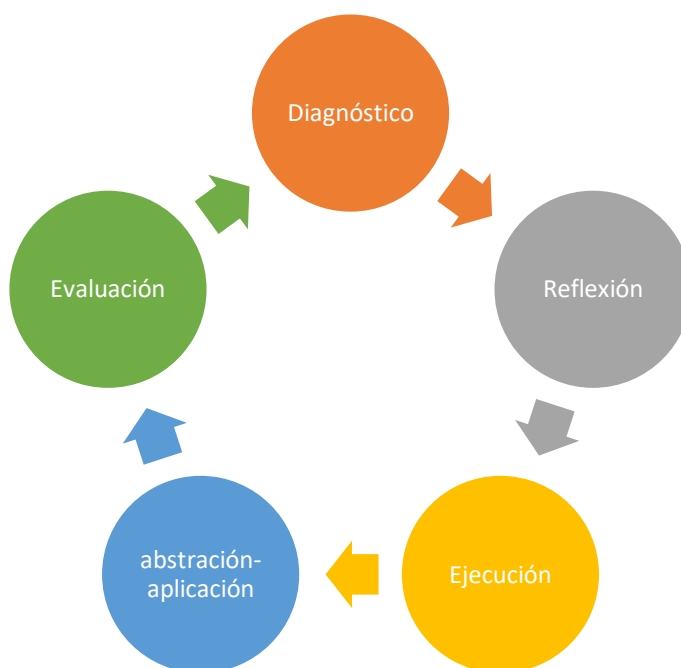 Diagnóstico
Reflexión
Ejecución
abstración-
aplicación
Evaluación